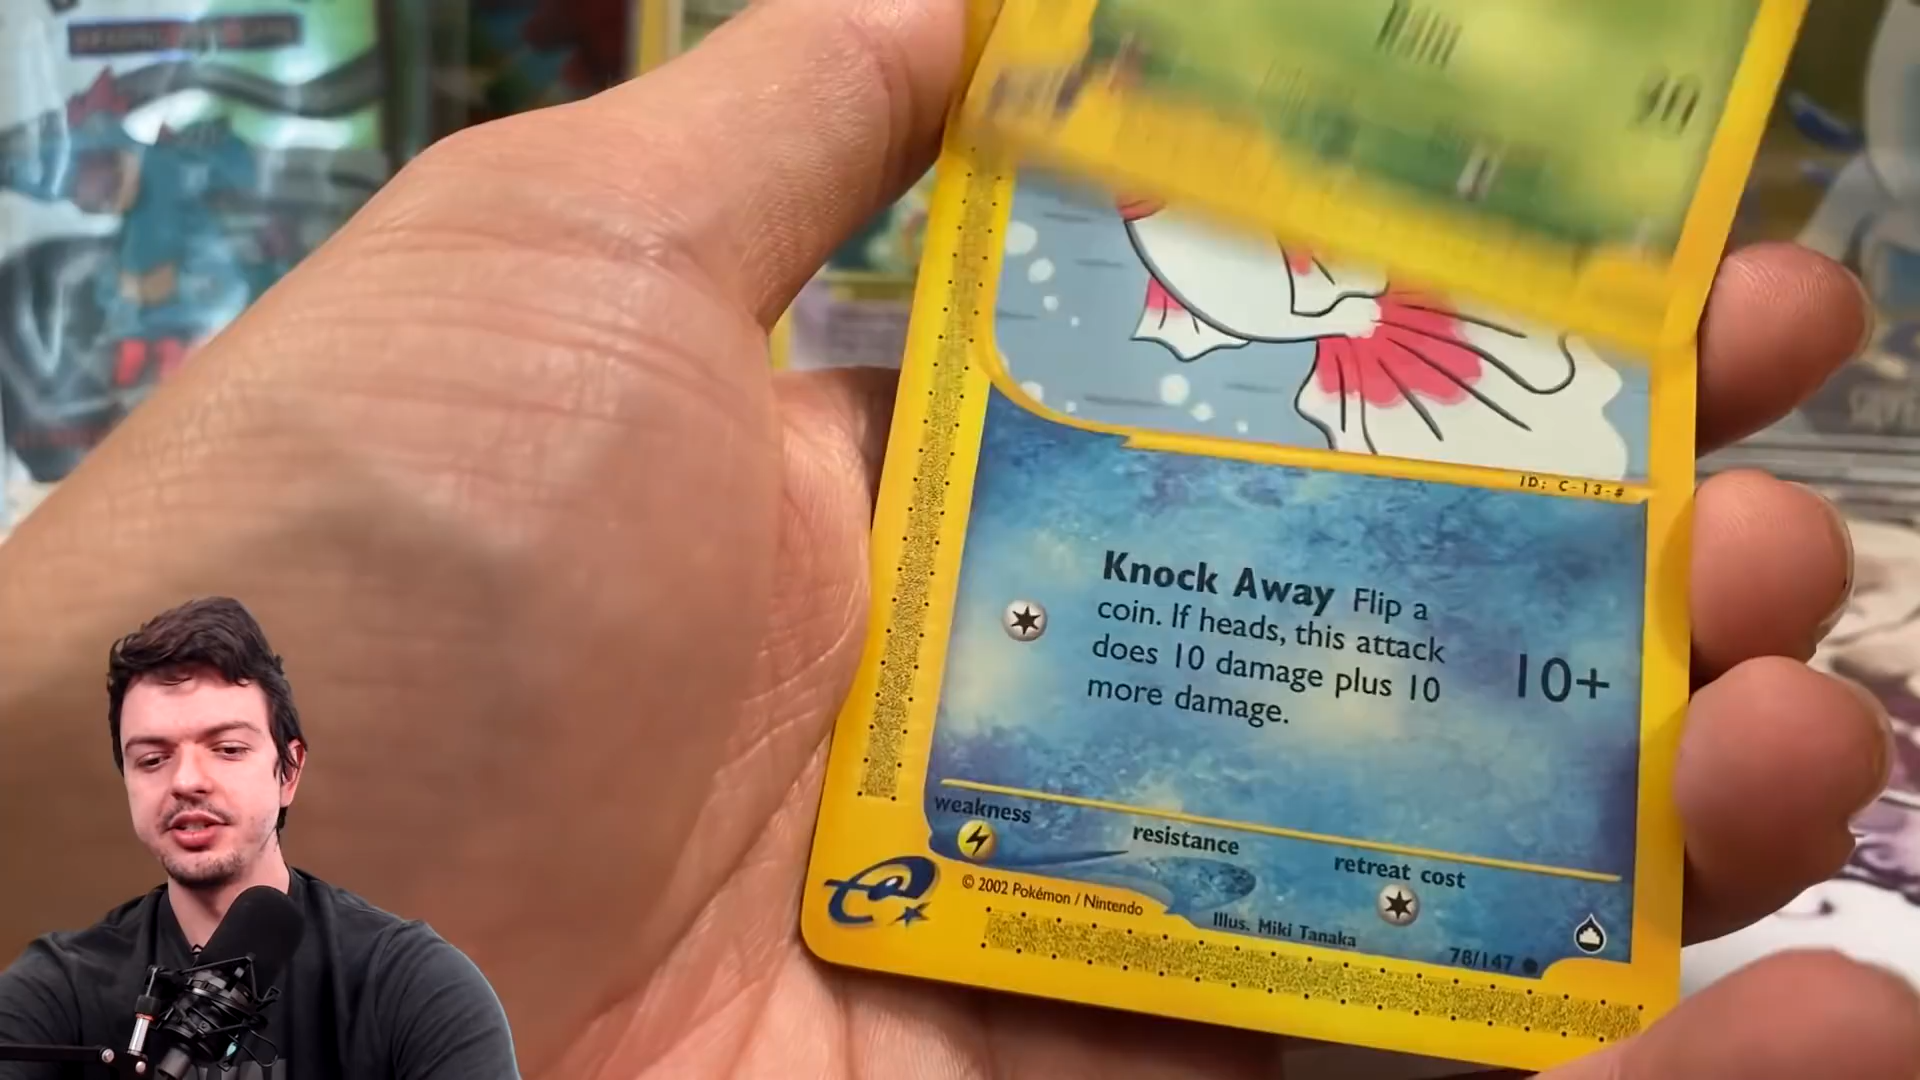 ID: C-13-#
Knock Away Flip a
coin. If heads, this attack
does 10 damage plus 10
more damage.
10+
weakness
resistance
retreat cost
© 2002 Pokémon / Nintendo
Illus. Miki Tanaka
78/147